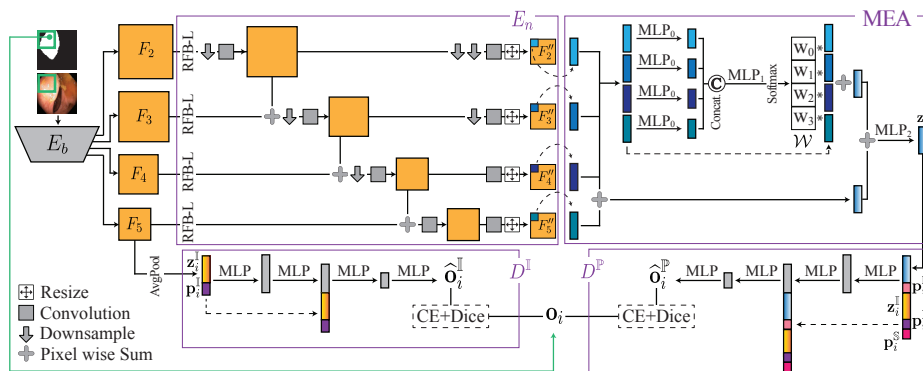 E_n
MEA
F_2
RFB-L
F''_2
MLP_0
W_0 *
F_3
RFB-L
F''_3
MLP_0
Concat.
C
MLP_1
Softmax
W_1 *
E_b
MLP_0
W_2 *
MLP_2
F_4
RFB-L
F''_4
MLP_0
W_3 *
W
F_5
RFB-L
F''_5
AvgPool
z_i^𝕀
p_i^𝕀
MLP
MLP
MLP
MLP
Ô_i^𝕀
D^𝕀
D^ℙ
Ô_i^ℙ
MLP
MLP
MLP
MLP
CE+Dice
O_i
CE+Dice
z_i^𝕀
p_i^𝕊
Resize
Convolution
Downsample
Pixel wise Sum